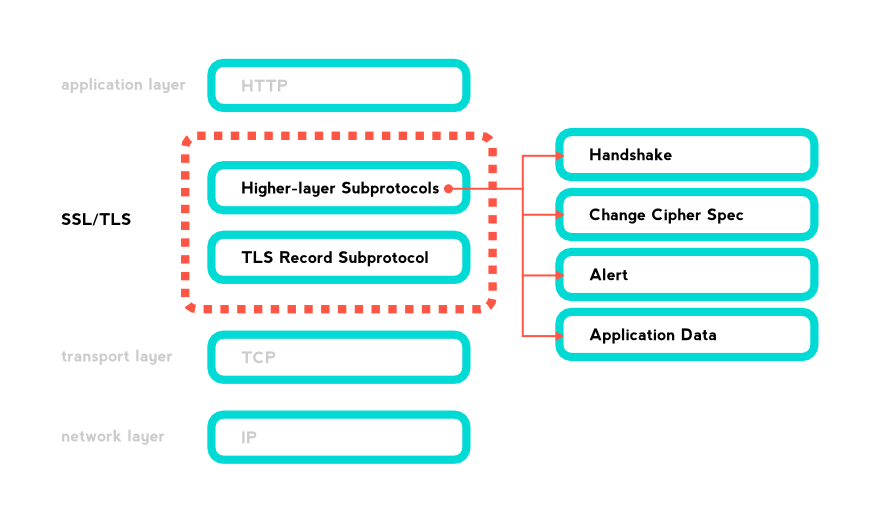 application layer
HTTP
Handshake
Higher-layer Subprotocols
SSL/TLS
Change Cipher Spec
TLS Record Subprotocol
Alert
Application Data
transport layer
TCP
network layer
IP